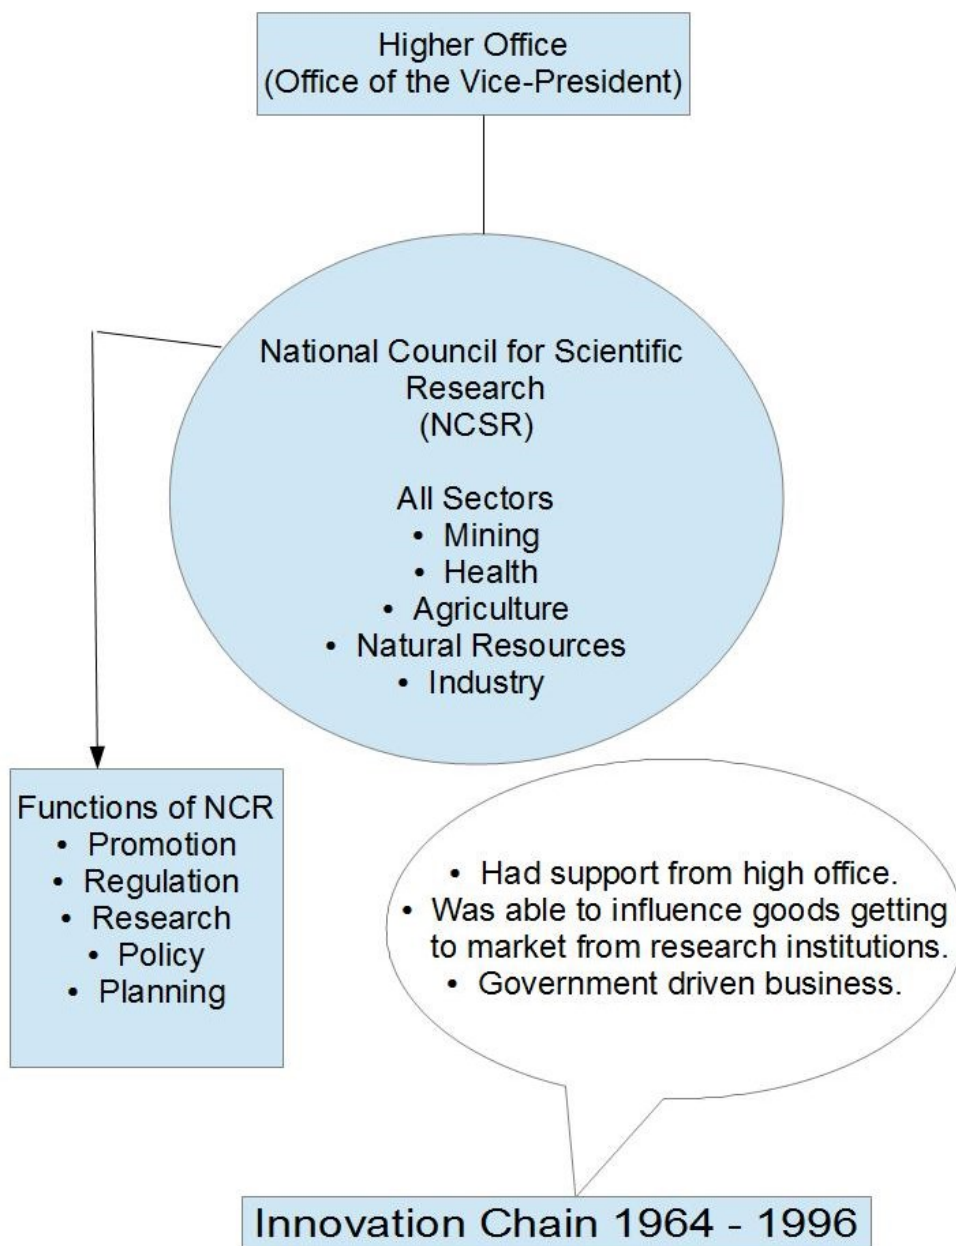 Higher Office
(Office of the Vice-President)
National Council for Scientific
Research
(NCSR)
All Sectors
• Mining
• Health
• Agriculture
• Natural Resources
• Industry
Functions of NCR
• Promotion
• Regulation
• Research
• Policy
• Planning
• Had support from high office.
• Was able to influence goods getting
to market from research institutions.
• Government driven business.
Innovation Chain 1964 - 1996